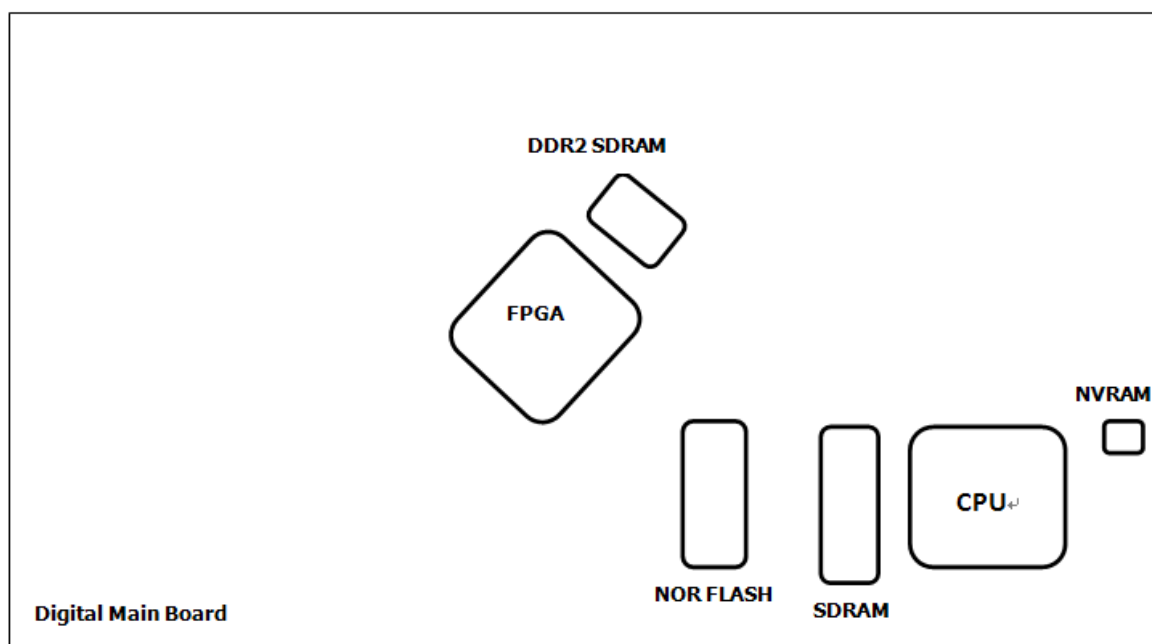 DDR2 SDRAM
FPGA
NVRAM
CPU↵
NOR FLASH
SDRAM
Digital Main Board